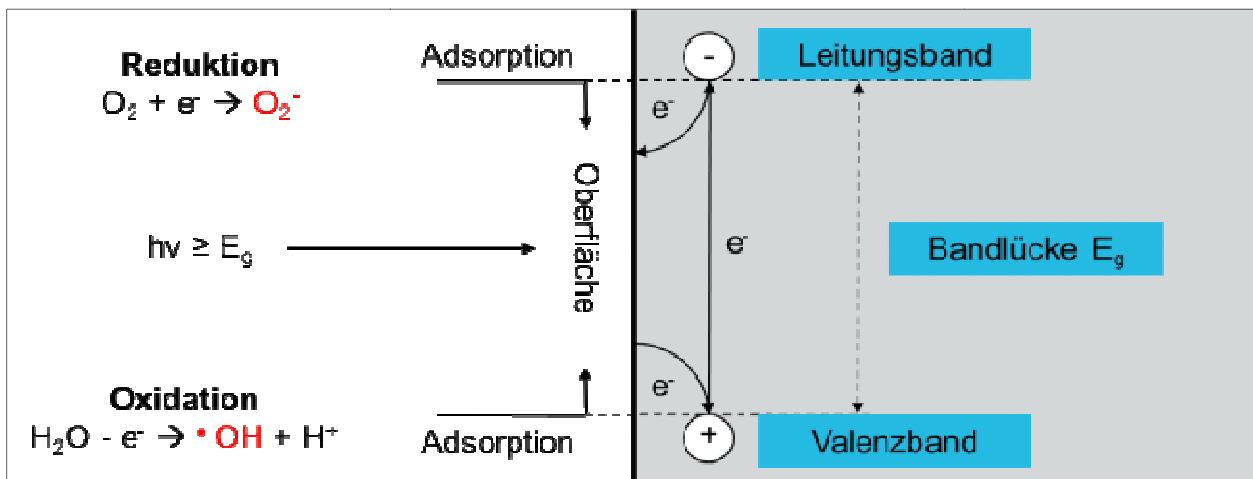 Reduktion
O₂ + e⁻ → O₂⁻
Adsorption
-
Leitungsband
e⁻
Oberfläche
hν ≥ E_g
e⁻
Bandlücke E_g
Oxidation
H₂O - e⁻ → •OH + H⁺
Adsorption
e⁻
+
Valenzband